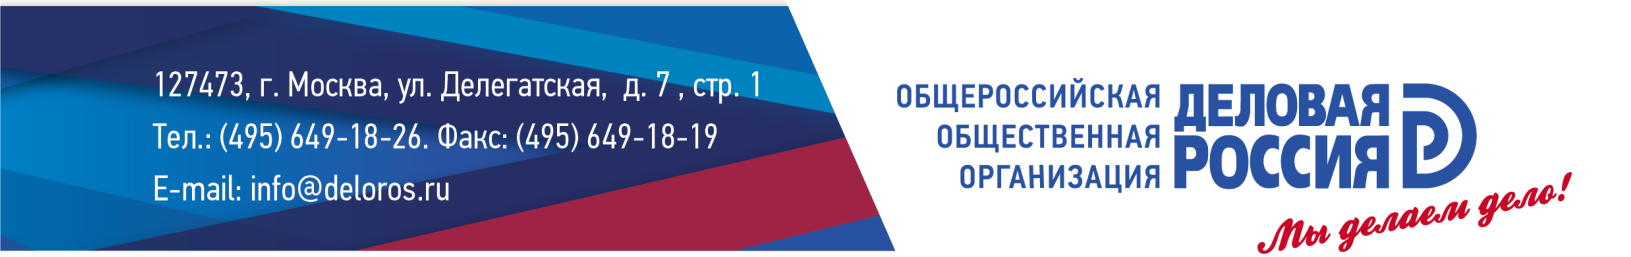 127473, г. Москва, ул. Делегатская, д. 7 , стр. 1
Тел.: (495) 649-18-26. Факс: (495) 649-18-19
E-mail: info@deloros.ru
ОБЩЕРОССИЙСКАЯ
ОБЩЕСТВЕННАЯ
ОРГАНИЗАЦИЯ
ДЕЛОВАЯ
РОССИЯ
Мы делаем дело!